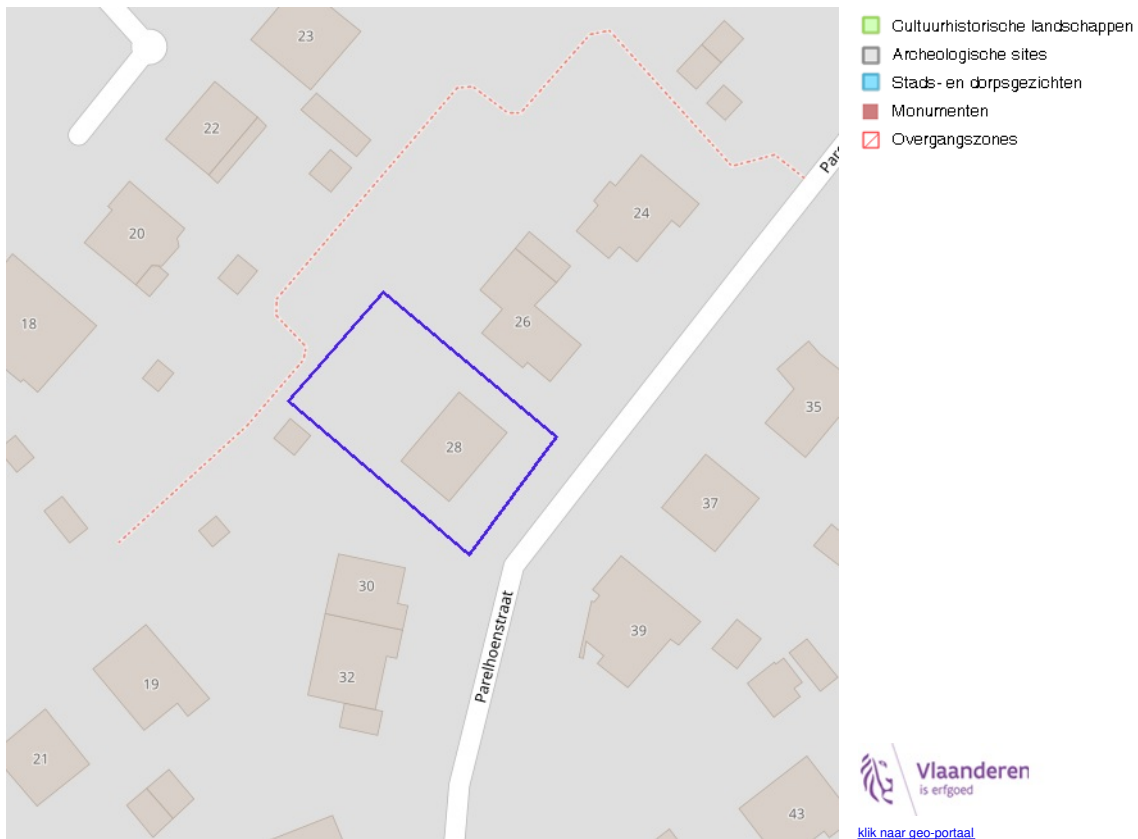 Cultuurhistorische landschappen
Archeologische sites
Stads- en dorpsgezichten
Monumenten
Overgangszones
23
22
20
18
24
26
28
35
37
30
32
39
19
21
43
Parelhoenstraat
Vlaanderen
is erfgoed
klik naar geo-portaal